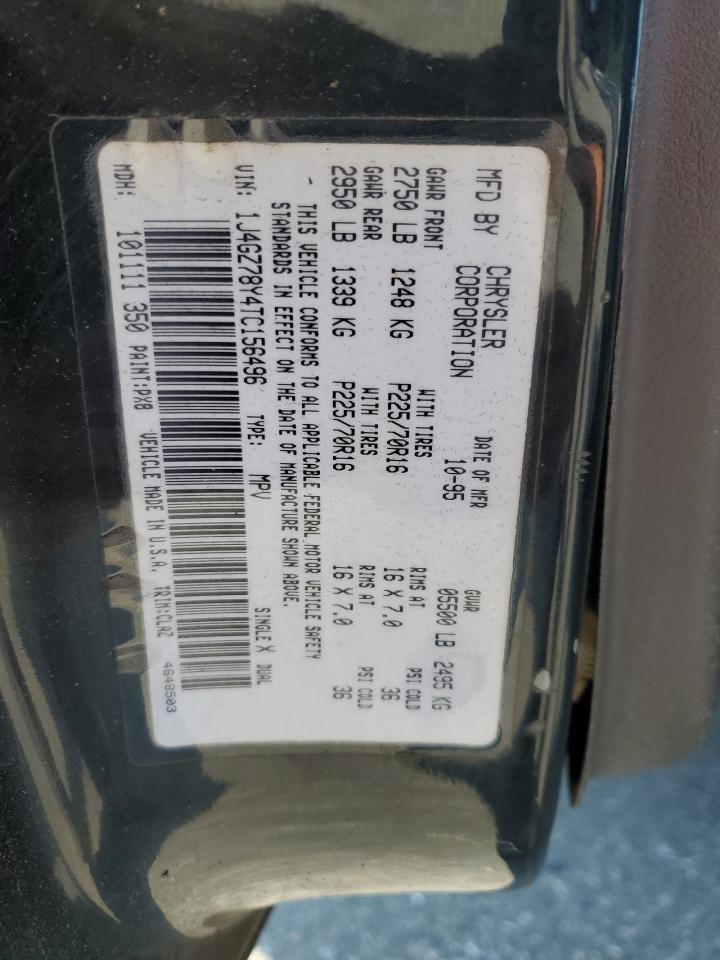 MFD BY CHRYSLER CORPORATION DATE OF MFR 10-95 GVWR 05500 LB 2495 KG
GAWR FRONT WITH TIRES RIMS AT PSI COLD
2750 LB 1248 KG P225/70R16 16 X 7.0 36
GAWR REAR WITH TIRES RIMS AT PSI COLD
2950 LB 1339 KG P225/70R16 16 X 7.0 36
- THIS VEHICLE CONFORMS TO ALL APPLICABLE FEDERAL MOTOR VEHICLE SAFETY
STANDARDS IN EFFECT ON THE DATE OF MANUFACTURE SHOWN ABOVE.
VIN: 1J4GZ78Y4TC156496 TYPE: MPV SINGLE X DUAL
MDH: 101111 350 PAINT:PX8 VEHICLE MADE IN U.S.A. TRIM:CLAZ 4648503